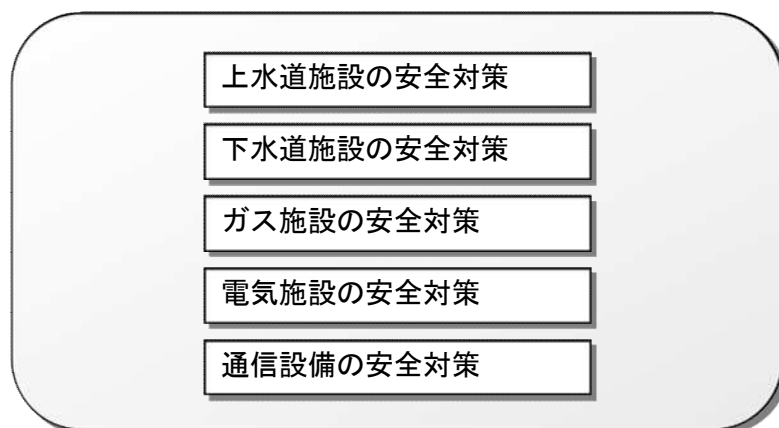 上水道施設の安全対策
下水道施設の安全対策
ガス施設の安全対策
電気施設の安全対策
通信設備の安全対策